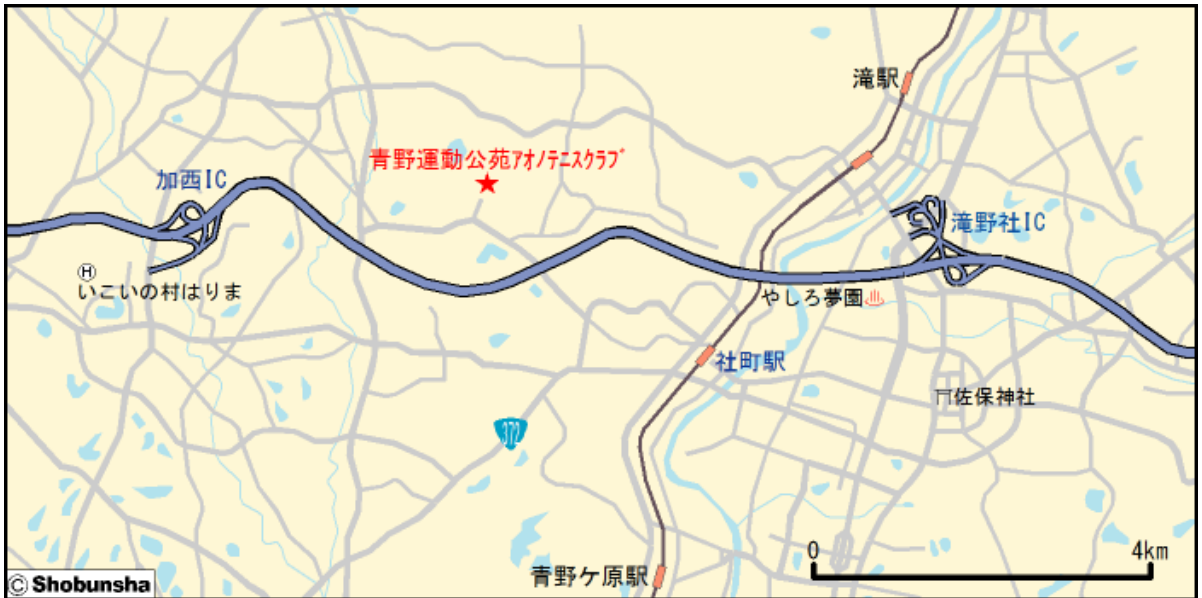 滝駅
青野運動公苑ｱｵﾉﾃﾆｽｸﾗﾌﾞ
加西IC
滝野社IC
Ⓗ
いこいの村はりま
やしろ夢園♨
社町駅
佐保神社
372
0 4km
青野ケ原駅
© Shobunsha